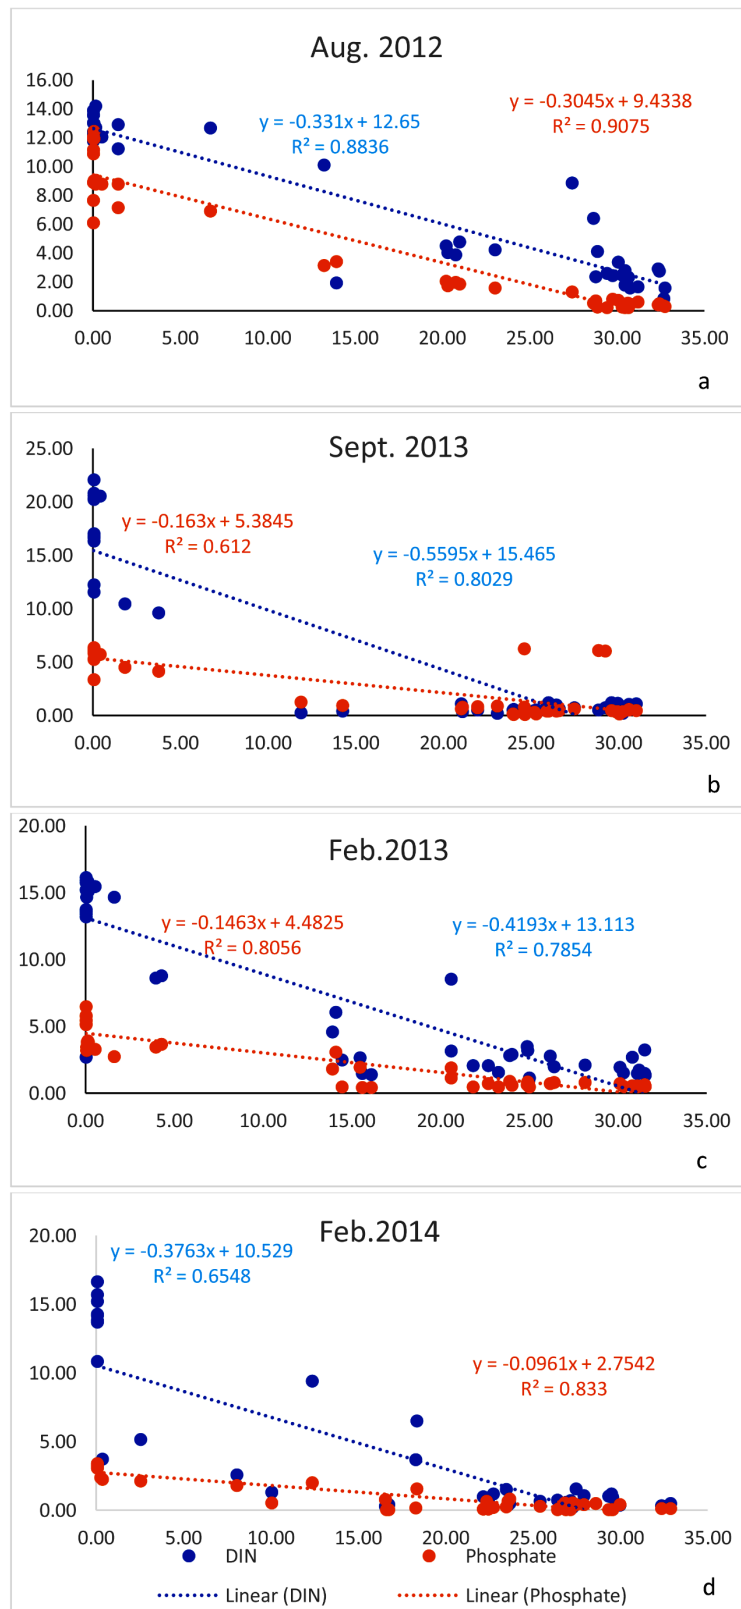 Aug. 2012
16.00
14.00
12.00
10.00
8.00
6.00
4.00
2.00
0.00
y = -0.331x + 12.65
R² = 0.8836
y = -0.3045x + 9.4338
R² = 0.9075
0.00 5.00 10.00 15.00 20.00 25.00 30.00 35.00
a
Sept. 2013
25.00
20.00
15.00
10.00
5.00
0.00
y = -0.163x + 5.3845
R² = 0.612
y = -0.5595x + 15.465
R² = 0.8029
0.00 5.00 10.00 15.00 20.00 25.00 30.00 35.00
b
Feb.2013
20.00
15.00
10.00
5.00
0.00
y = -0.1463x + 4.4825
R² = 0.8056
y = -0.4193x + 13.113
R² = 0.7854
0.00 5.00 10.00 15.00 20.00 25.00 30.00 35.00
c
Feb.2014
20.00
15.00
10.00
5.00
0.00
y = -0.3763x + 10.529
R² = 0.6548
y = -0.0961x + 2.7542
R² = 0.833
0.00 5.00 10.00 15.00 20.00 25.00 30.00 35.00
DIN Phosphate
Linear (DIN) Linear (Phosphate)
d